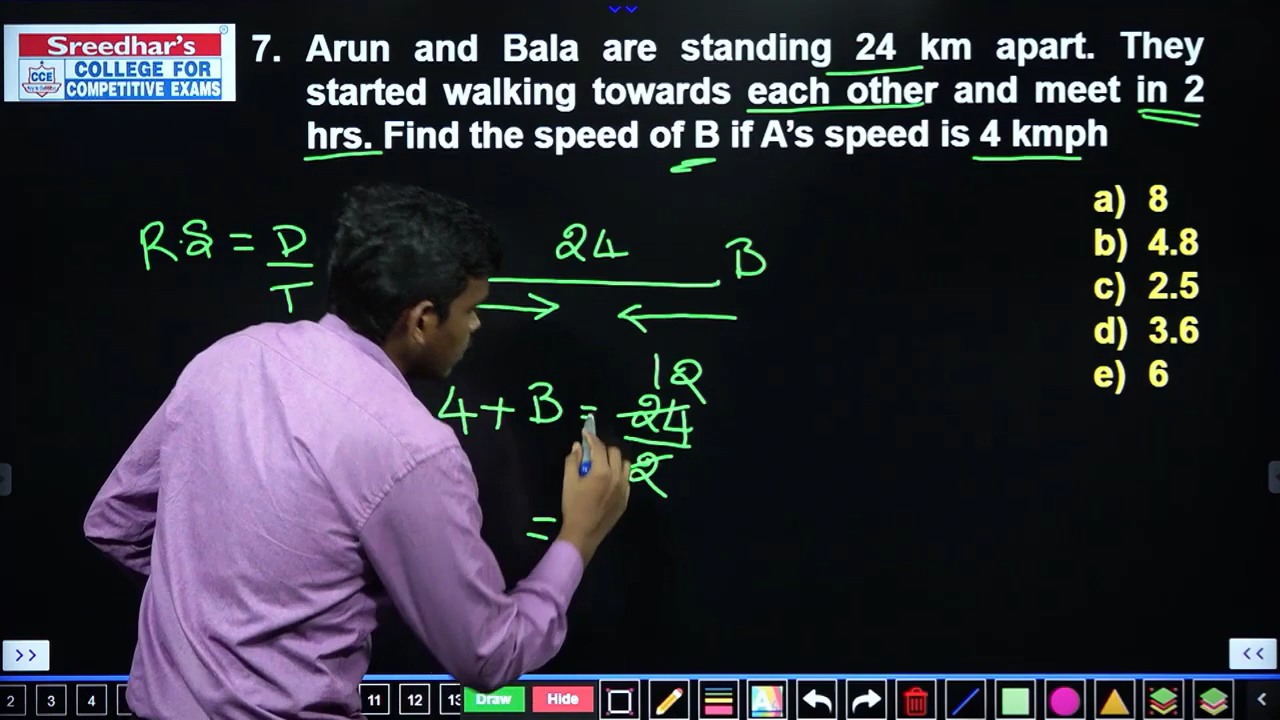 Sreedhar's
CCE
COLLEGE FOR
COMPETITIVE EXAMS
7. Arun and Bala are standing 24 km apart. They
started walking towards each other and meet in 2
hrs. Find the speed of B if A's speed is 4 kmph
a) 8
b) 4.8
c) 2.5
d) 3.6
e) 6
R.S = D
T
24
B
12
4 + B = 24
2
=
>>
<<
2 3 4 11 12 13 Draw Hide A